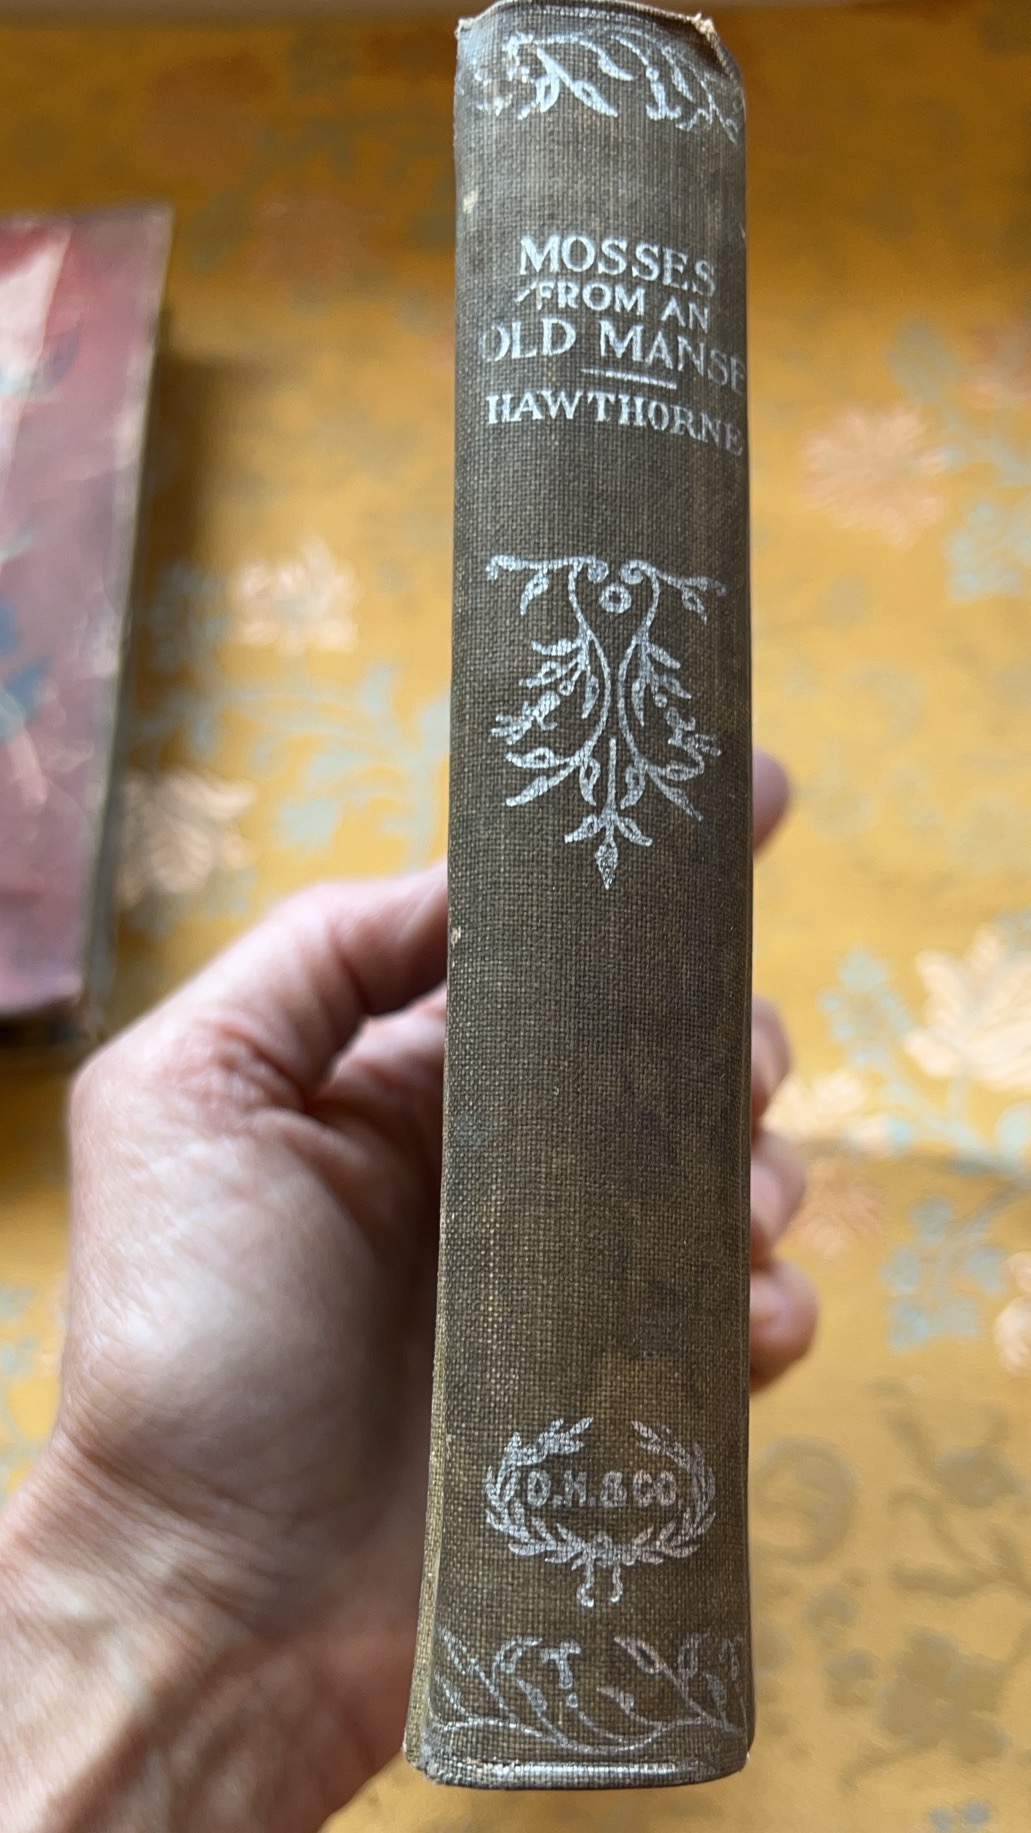 MOSSES
FROM AN
OLD MANSE
HAWTHORNE
D.H.&CO